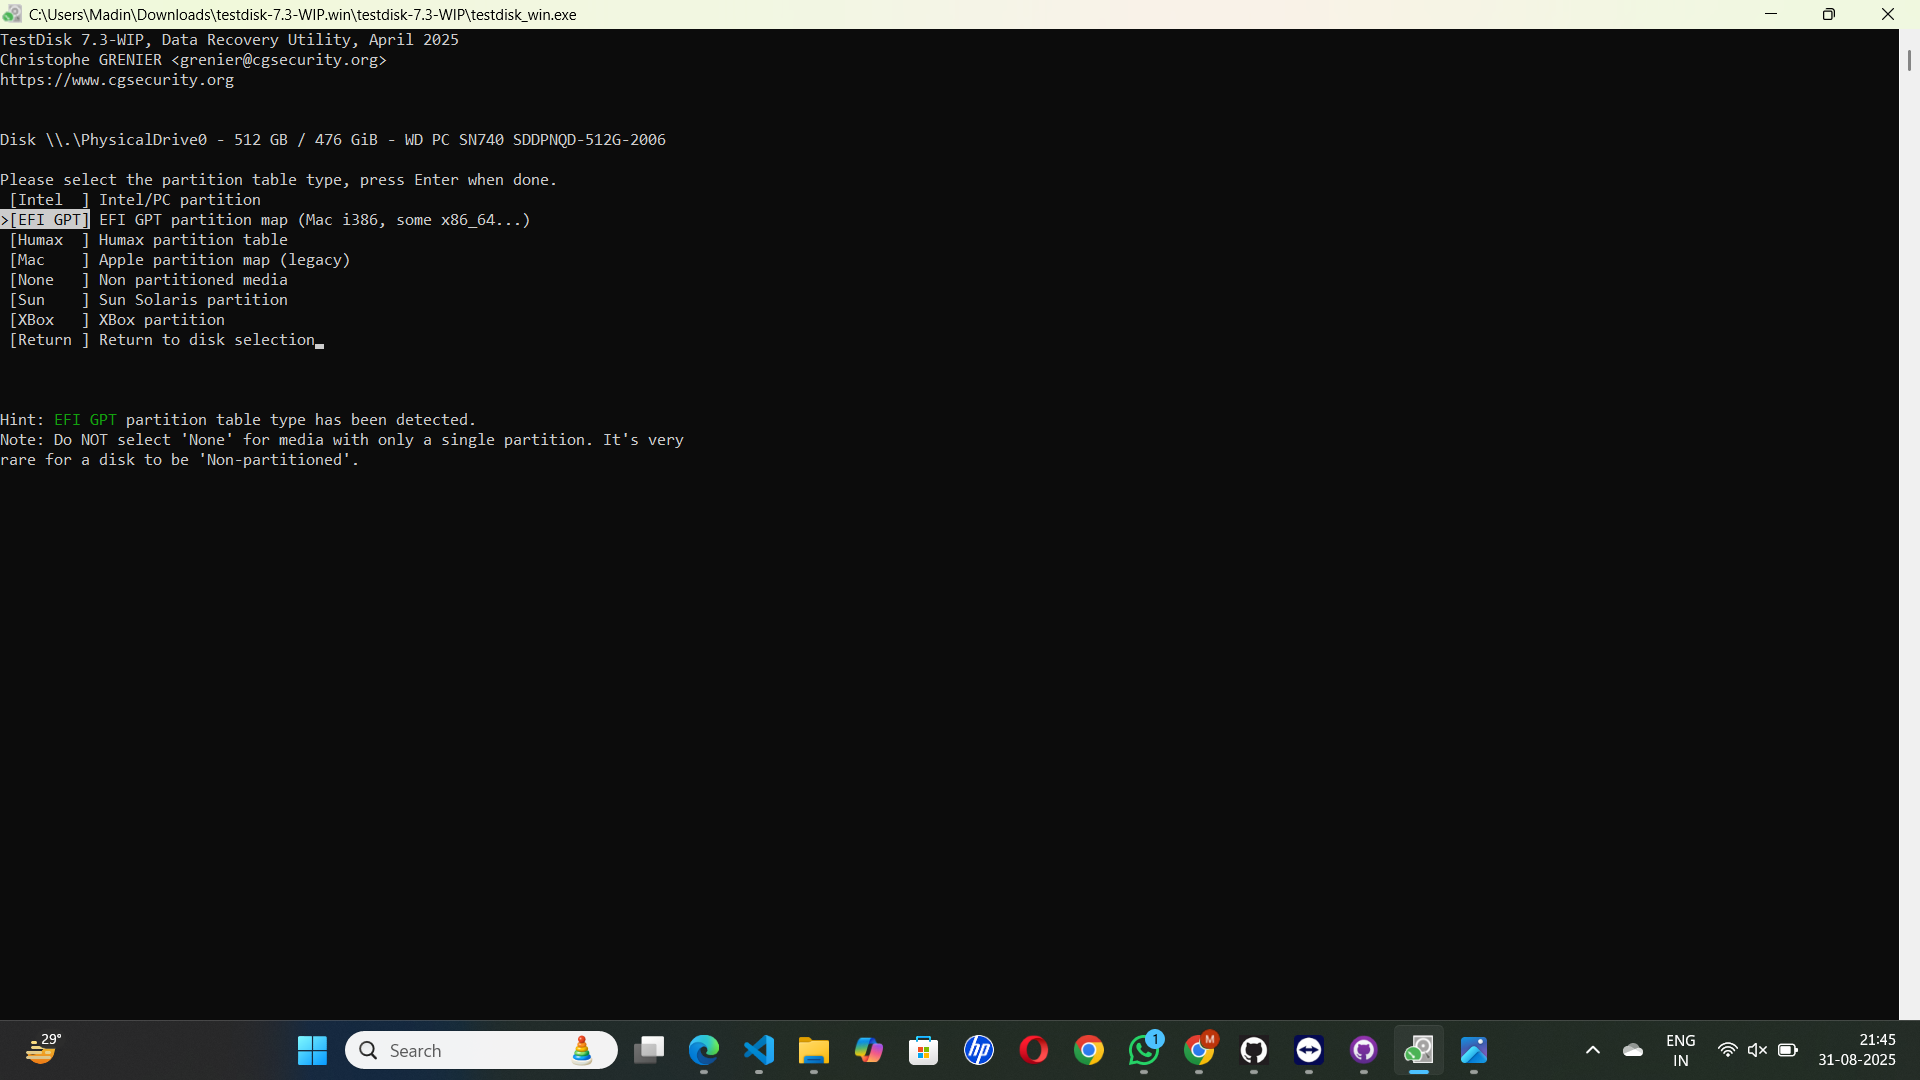 C:\Users\Madin\Downloads\testdisk-7.3-WIP.win\testdisk-7.3-WIP\testdisk_win.exe
TestDisk 7.3-WIP, Data Recovery Utility, April 2025
Christophe GRENIER <grenier@cgsecurity.org>
https://www.cgsecurity.org
Disk \\.\PhysicalDrive0 - 512 GB / 476 GiB - WD PC SN740 SDDPNQD-512G-2006
Please select the partition table type, press Enter when done.
[Intel  ] Intel/PC partition
>[EFI GPT] EFI GPT partition map (Mac i386, some x86_64...)
[Humax  ] Humax partition table
[Mac    ] Apple partition map (legacy)
[None   ] Non partitioned media
[Sun    ] Sun Solaris partition
[XBox   ] XBox partition
[Return ] Return to disk selection
Hint: EFI GPT partition table type has been detected.
Note: Do NOT select 'None' for media with only a single partition. It's very
rare for a disk to be 'Non-partitioned'.
29°
Search
hp
1
M
ENG
IN
21:45
31-08-2025